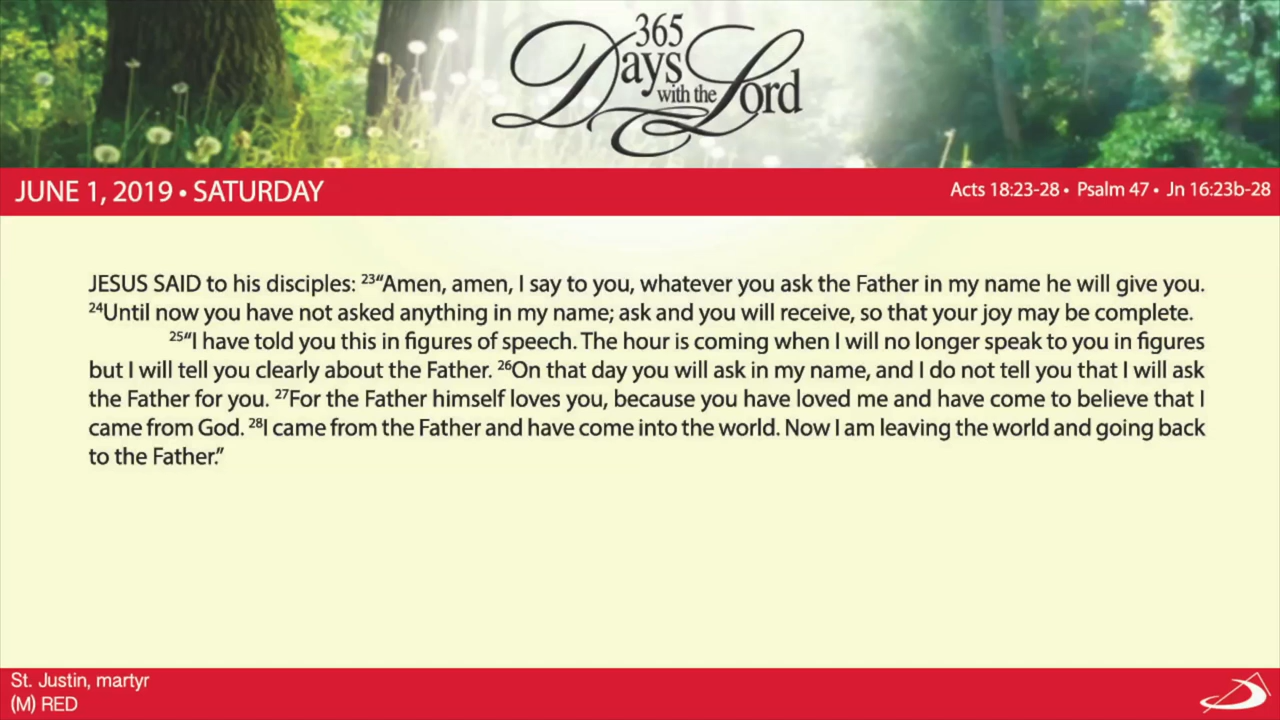 365
Days
with the
Lord
JUNE 1, 2019 • SATURDAY
Acts 18:23-28 • Psalm 47 • Jn 16:23b-28
JESUS SAID to his disciples: ²³“Amen, amen, I say to you, whatever you ask the Father in my name he will give you.
²⁴Until now you have not asked anything in my name; ask and you will receive, so that your joy may be complete.
²⁵“I have told you this in figures of speech. The hour is coming when I will no longer speak to you in figures
but I will tell you clearly about the Father. ²⁶On that day you will ask in my name, and I do not tell you that I will ask
the Father for you. ²⁷For the Father himself loves you, because you have loved me and have come to believe that I
came from God. ²⁸I came from the Father and have come into the world. Now I am leaving the world and going back
to the Father.”
St. Justin, martyr
(M) RED